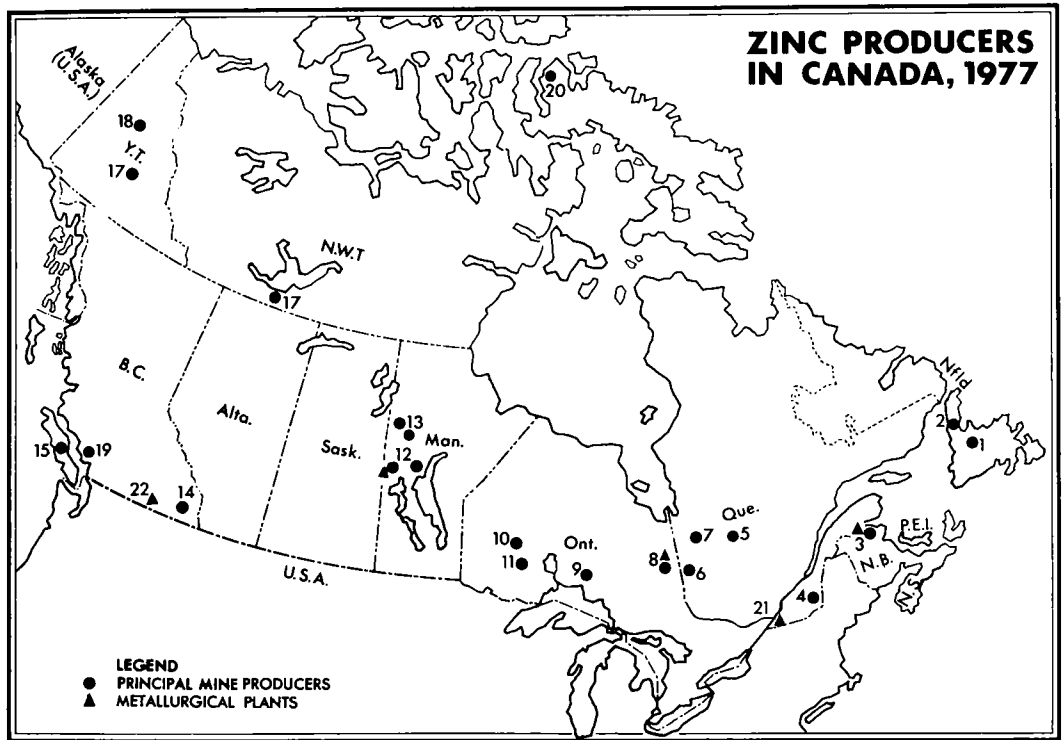 ZINC PRODUCERS
IN CANADA, 1977
Alaska
(U.S.A.)
20
18
Y.T.
17
N.W.T
17
B.C.
Alta.
Sask.
Man.
13
12
Nfld
2
1
15
19
22
14
U.S.A.
10
11
Ont.
9
8
7
Que.
5
6
3
P.E.I.
N.B.
N.S.
4
21
LEGEND
● PRINCIPAL MINE PRODUCERS
▲ METALLURGICAL PLANTS